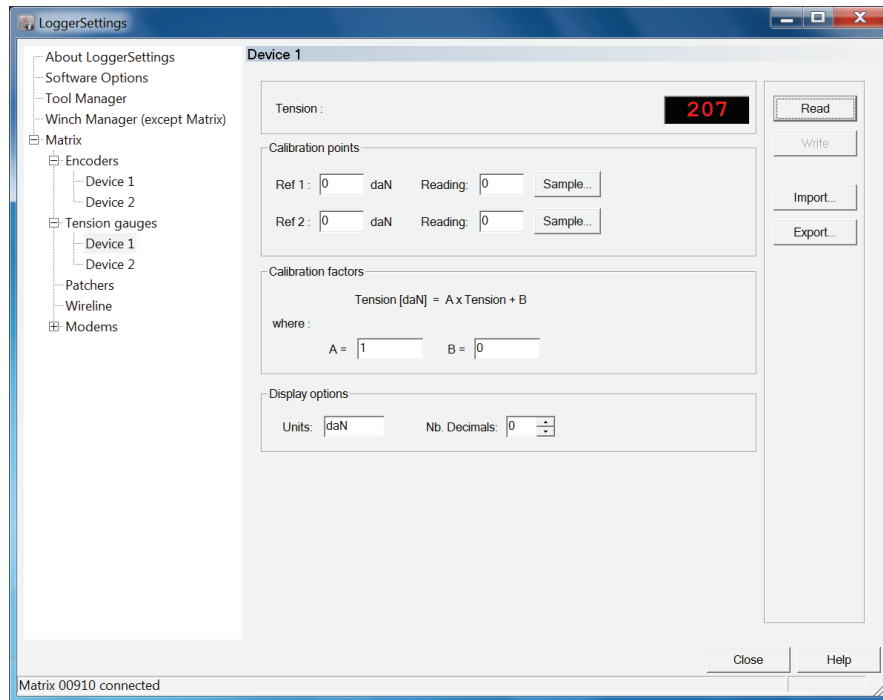 LoggerSettings
About LoggerSettings
Software Options
Tool Manager
Winch Manager (except Matrix)
Matrix
Encoders
Device 1
Device 2
Tension gauges
Device 1
Device 2
Patchers
Wireline
Modems
Device 1
Tension :
207
Calibration points
Ref 1 : 0 daN Reading: 0 Sample...
Ref 2 : 0 daN Reading: 0 Sample...
Calibration factors
Tension [daN] = A x Tension + B
where :
A = 1 B = 0
Display options
Units: daN Nb. Decimals: 0
Read
Write
Import...
Export...
Close Help
Matrix 00910 connected